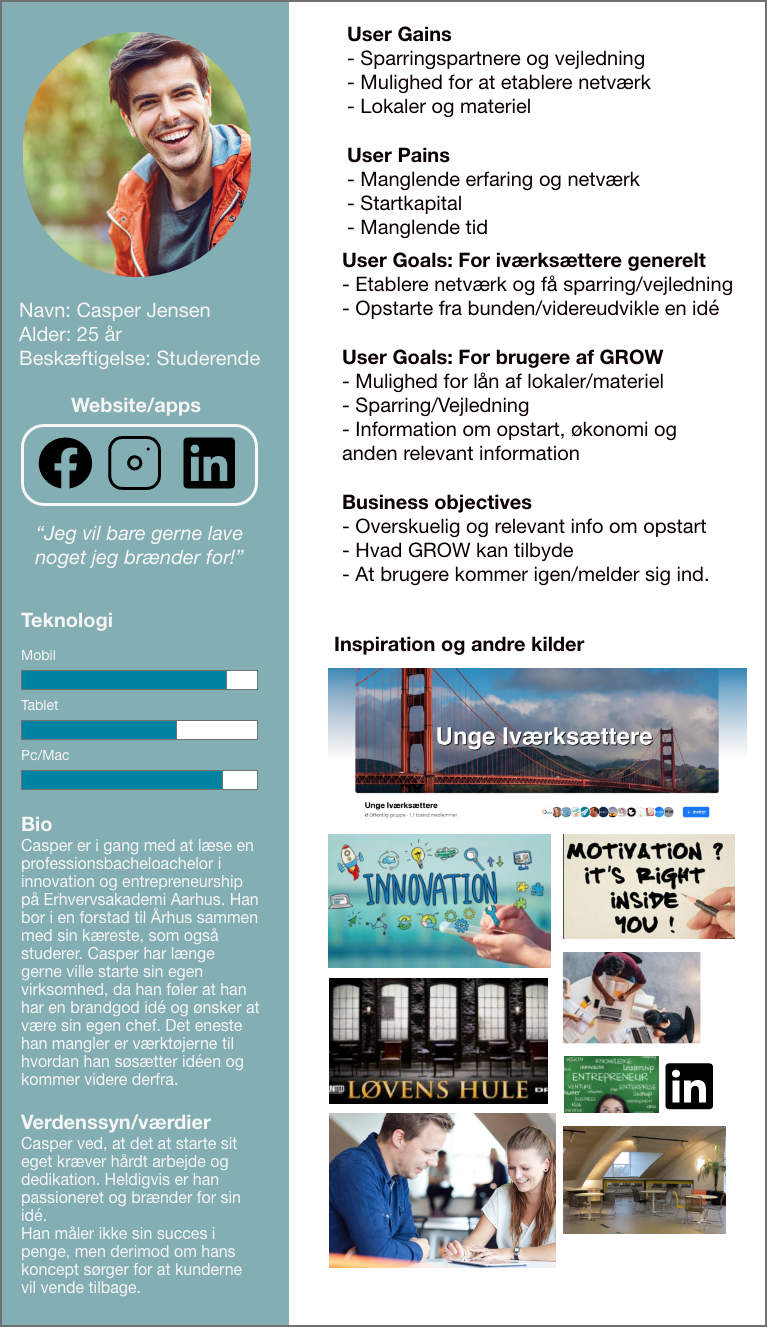 Navn: Casper Jensen
Alder: 25 år
Beskæftigelse: Studerende
Website/apps
in
“Jeg vil bare gerne lave
noget jeg brænder for!”
Teknologi
Mobil
Tablet
Pc/Mac
Bio
Casper er i gang med at læse en
professionsbacheloachelor i
innovation og entrepreneurship
på Erhvervsakademi Aarhus. Han
bor i en forstad til Århus sammen
med sin kæreste, som også
studerer. Casper har længe
gerne ville starte sin egen
virksomhed, da han føler at han
har en brandgod idé og ønsker at
være sin egen chef. Det eneste
han mangler er værktøjerne til
hvordan han søsætter idéen og
kommer videre derfra.
Verdenssyn/værdier
Casper ved, at det at starte sit
eget kræver hårdt arbejde og
dedikation. Heldigvis er han
passioneret og brænder for sin
idé.
Han måler ikke sin succes i
penge, men derimod om hans
koncept sørger for at kunderne
vil vende tilbage.
User Gains
- Sparringspartnere og vejledning
- Mulighed for at etablere netværk
- Lokaler og materiel
User Pains
- Manglende erfaring og netværk
- Startkapital
- Manglende tid
User Goals: For iværksættere generelt
- Etablere netværk og få sparring/vejledning
- Opstarte fra bunden/videreudvikle en idé
User Goals: For brugere af GROW
- Mulighed for lån af lokaler/materiel
- Sparring/Vejledning
- Information om opstart, økonomi og
anden relevant information
Business objectives
- Overskuelig og relevant info om opstart
- Hvad GROW kan tilbyde
- At brugere kommer igen/melder sig ind.
Inspiration og andre kilder
Unge Iværksættere
Unge Iværksættere
Offentlig gruppe · 1,1 tusind medlemmer
+ Inviter
INNOVATION
MOTIVATION ?
IT'S RIGHT
INSIDE
YOU !
LØVENS HULE
DR
VISION
KNOWLEDGE
INNOVATION
Leadership
ENTREPRENEUR
VENTURE
ENTERPRISE
Startup
BUSINESS
Risk
in